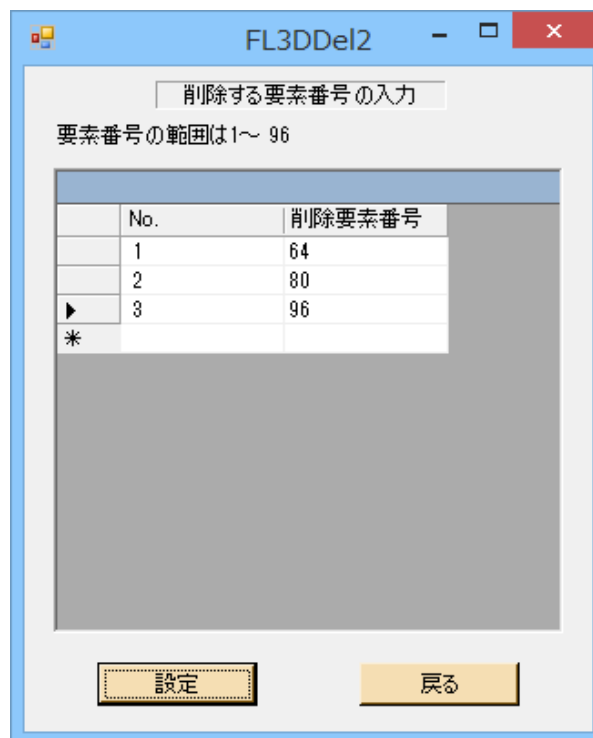 FL3DDel2
削除する要素番号の入力
要素番号の範囲は1～ 96
No. 削除要素番号
1 64
2 80
3 96
設定 戻る